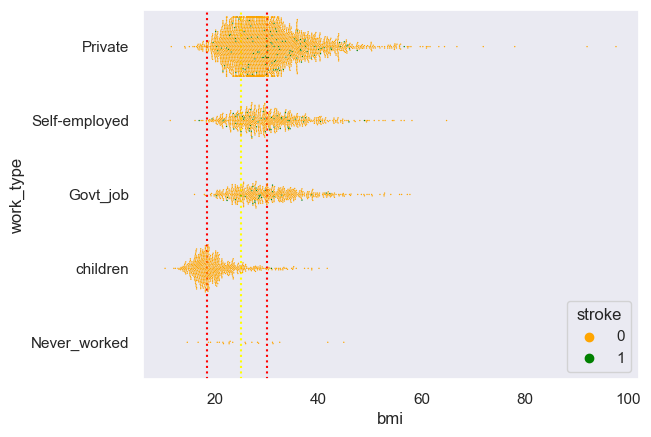 work_type
Private
Self-employed
Govt_job
children
Never_worked
stroke
0
1
20 40 60 80 100
bmi